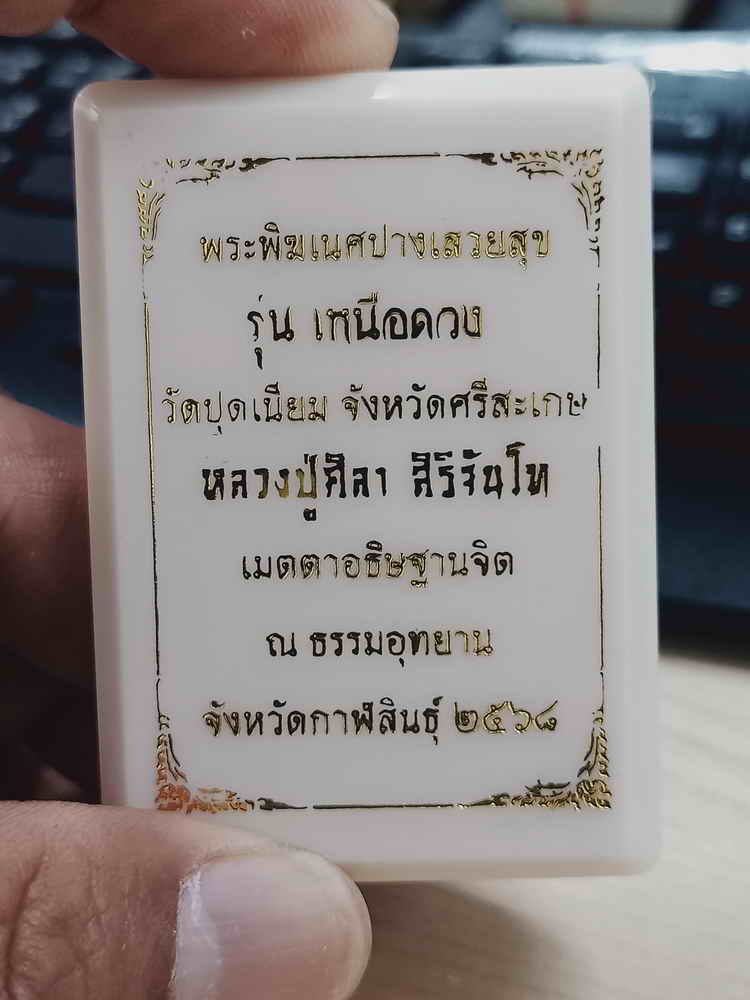 พระพิฆเนศปางเสวยสุข
รุ่น เหนือดวง
วัดปุดเนียม จังหวัดศรีสะเกษ
หลวงปู่ศิลา สิริจันโท
เมตตาอธิษฐานจิต
ณ ธรรมอุทยาน
จังหวัดกาฬสินธุ์ ๒๕๖๘